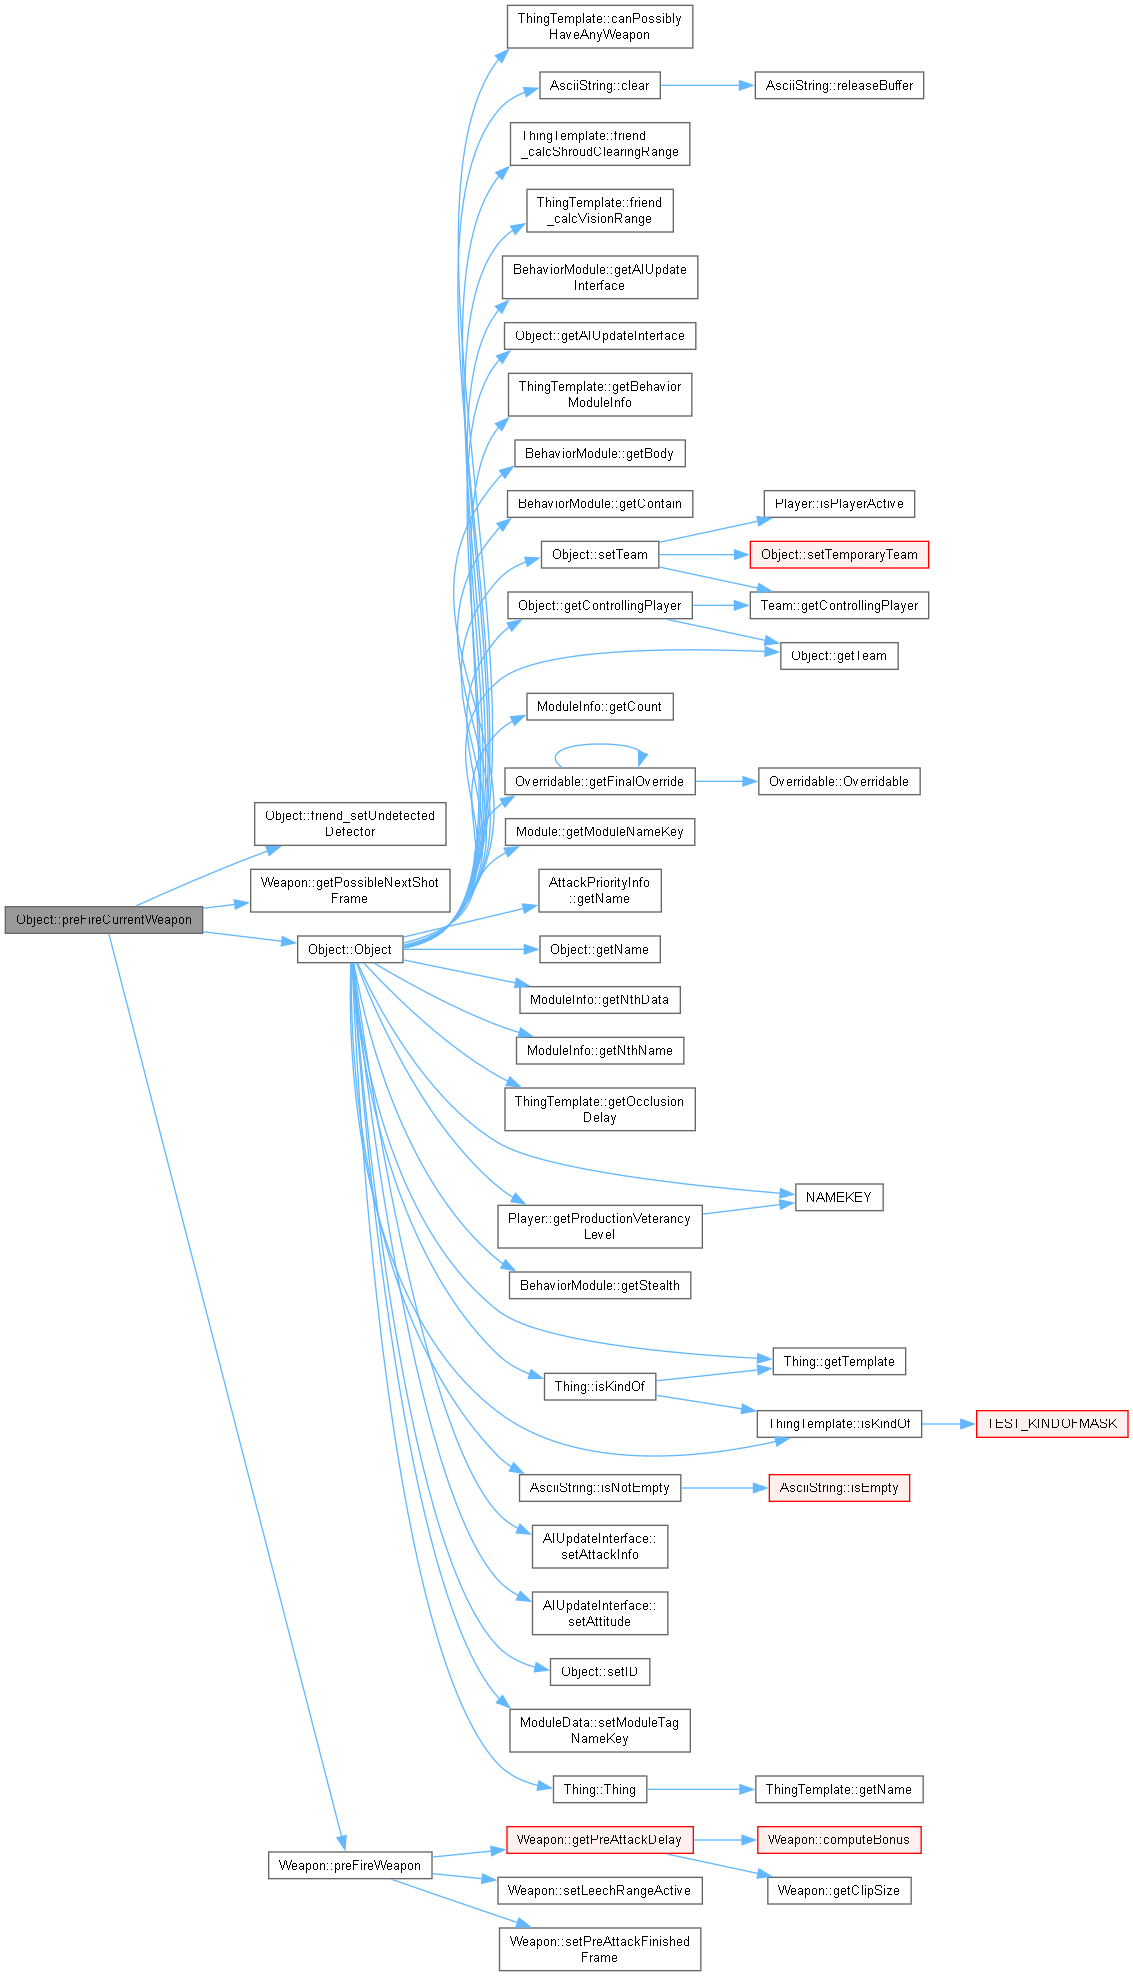 ThingTemplate::canPossibly
HaveAnyWeapon
AsciiString::clear
AsciiString::releaseBuffer
ThingTemplate::friend
_calcShroudClearingRange
ThingTemplate::friend
_calcVisionRange
BehaviorModule::getAIUpdate
Interface
Object::getAIUpdateInterface
ThingTemplate::getBehavior
ModuleInfo
BehaviorModule::getBody
BehaviorModule::getContain
Player::isPlayerActive
Object::setTeam
Object::setTemporaryTeam
Object::getControllingPlayer
Team::getControllingPlayer
Object::getTeam
ModuleInfo::getCount
Overridable::getFinalOverride
Overridable::Overridable
Object::friend_setUndetected
Defector
Module::getModuleNameKey
Weapon::getPossibleNextShot
Frame
AttackPriorityInfo
::getName
Object::preFireCurrentWeapon
Object::Object
Object::getName
ModuleInfo::getNthData
ModuleInfo::getNthName
ThingTemplate::getOcclusion
Delay
NAMEKEY
Player::getProductionVeterancy
Level
BehaviorModule::getStealth
Thing::getTemplate
Thing::isKindOf
ThingTemplate::isKindOf
TEST_KINDOFMASK
AsciiString::isNotEmpty
AsciiString::isEmpty
AIUpdateInterface::
setAttackInfo
AIUpdateInterface::
setAttitude
Object::setID
ModuleData::setModuleTag
NameKey
Thing::Thing
ThingTemplate::getName
Weapon::getPreAttackDelay
Weapon::computeBonus
Weapon::preFireWeapon
Weapon::setLeechRangeActive
Weapon::getClipSize
Weapon::setPreAttackFinished
Frame